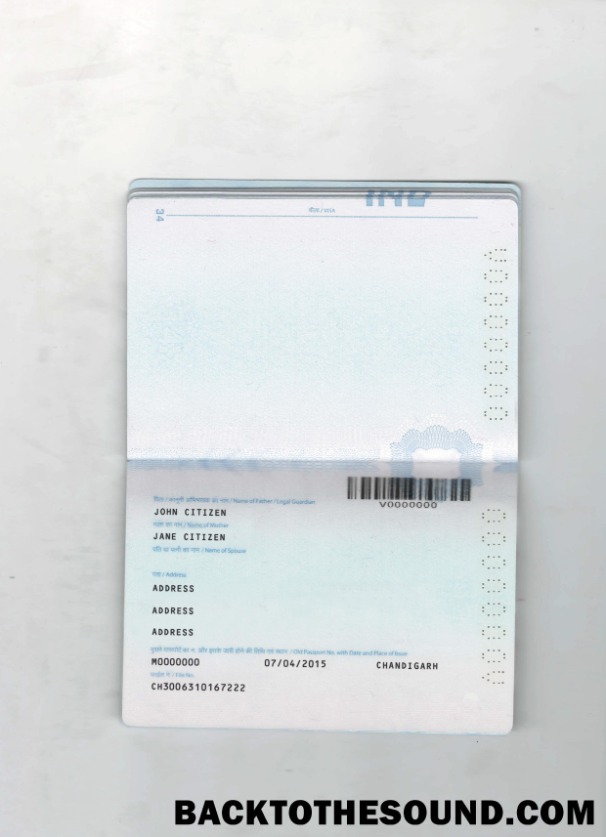 34
वीज़ा / VISA
V0000000
पिता / कानूनी अभिभावक का नाम / Name of Father / Legal Guardian
JOHN CITIZEN
माता का नाम / Name of Mother
JANE CITIZEN
पति या पत्नी का नाम / Name of Spouse
पता / Address
ADDRESS
ADDRESS
ADDRESS
पुराने पासपोर्ट का नं. और इसके जारी होने की तिथि एवं स्थान / Old Passport No. with Date and Place of Issue
M0000000 07/04/2015 CHANDIGARH
फाईल नं. / File No.
CH3006310167222
BACKTOTHESOUND.COM